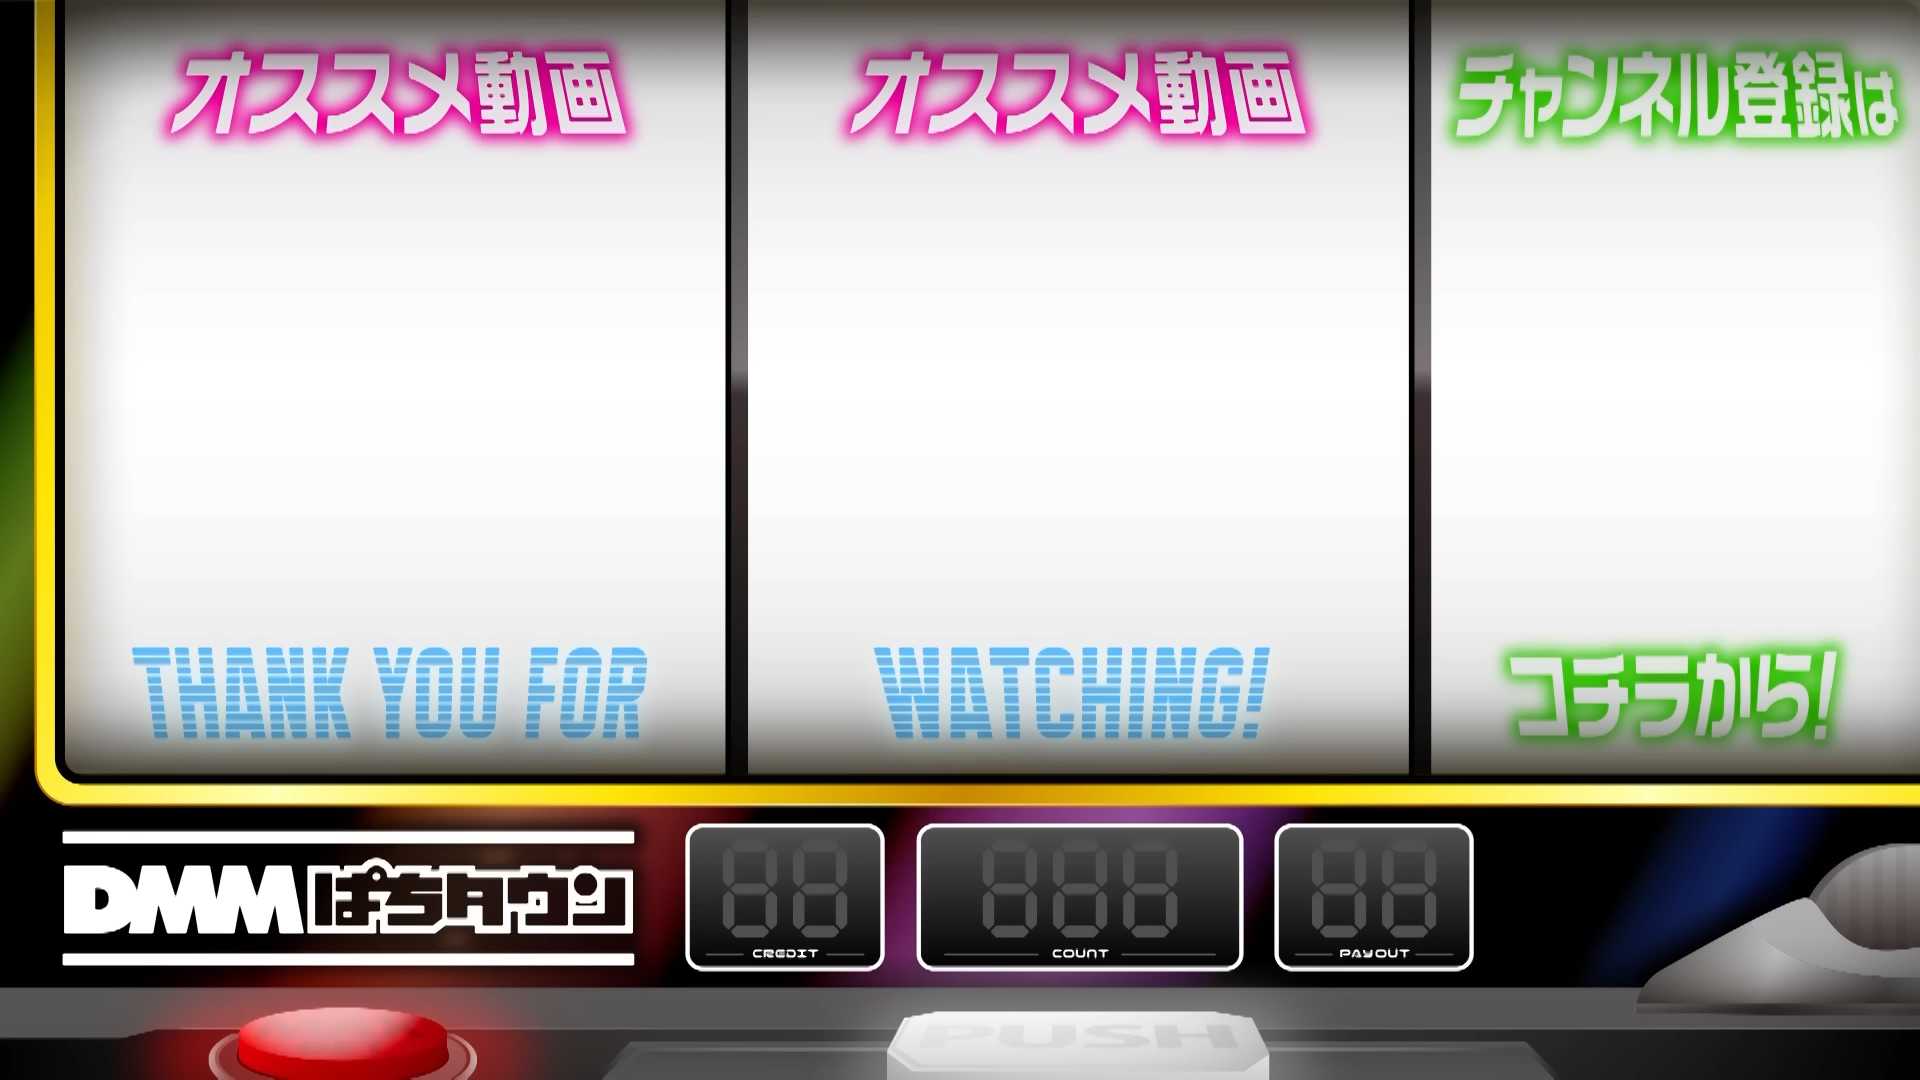 オススメ動画
オススメ動画
チャンネル登録は
THANK YOU FOR
WATCHING!
コチラから!
DMMぱちタウン
CREDIT
COUNT
PAYOUT
PUSH